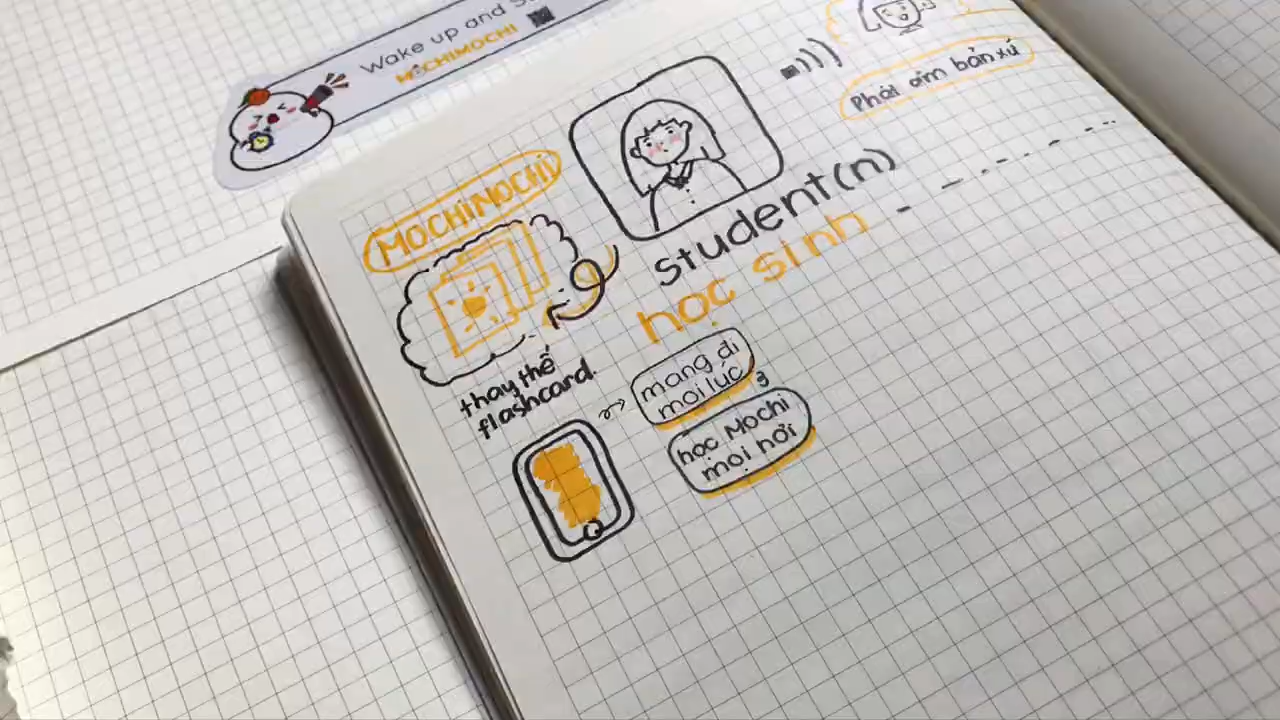 Wake up and
MOCHIMOCHI
MOCHIMOCHI
student(n)
học sinh
Phát âm bản xứ
thay thế
flashcard.
mang đi
mọi lúc
học Mochi
mọi nơi